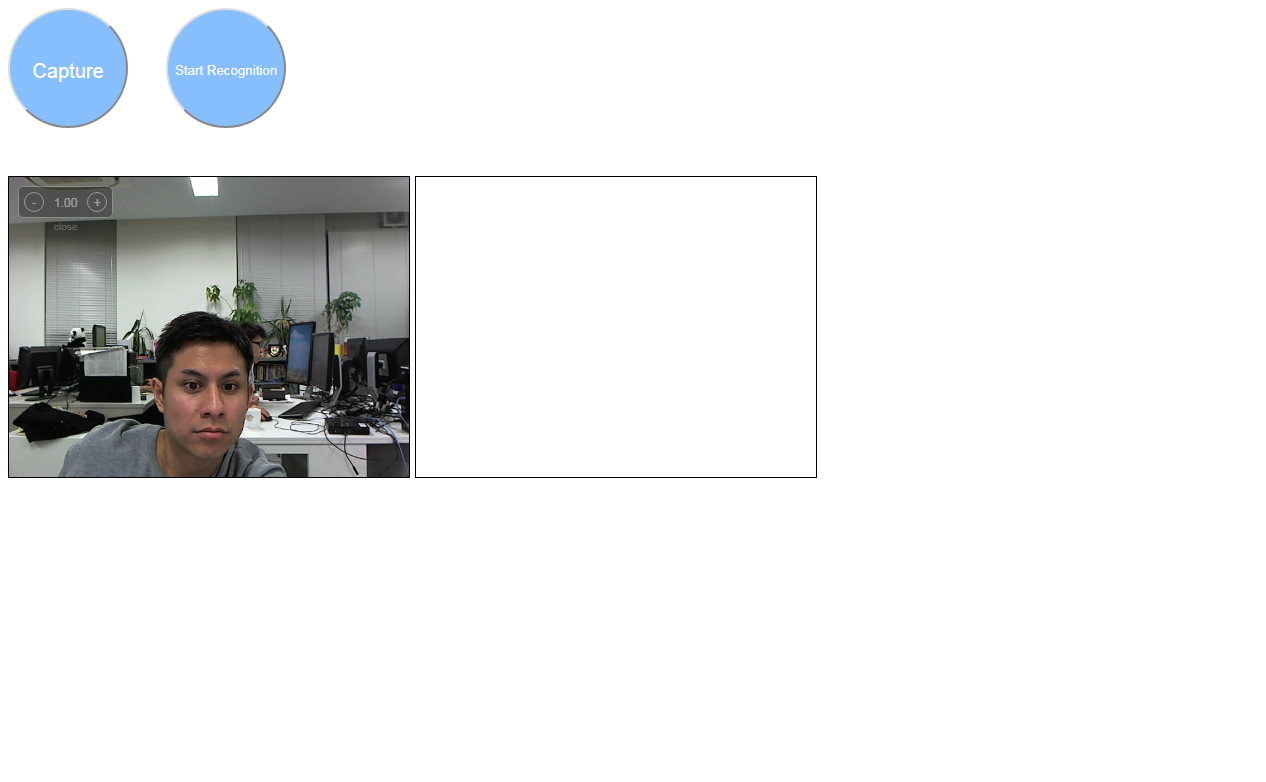 Capture
Start Recognition
- 1.00 +
close